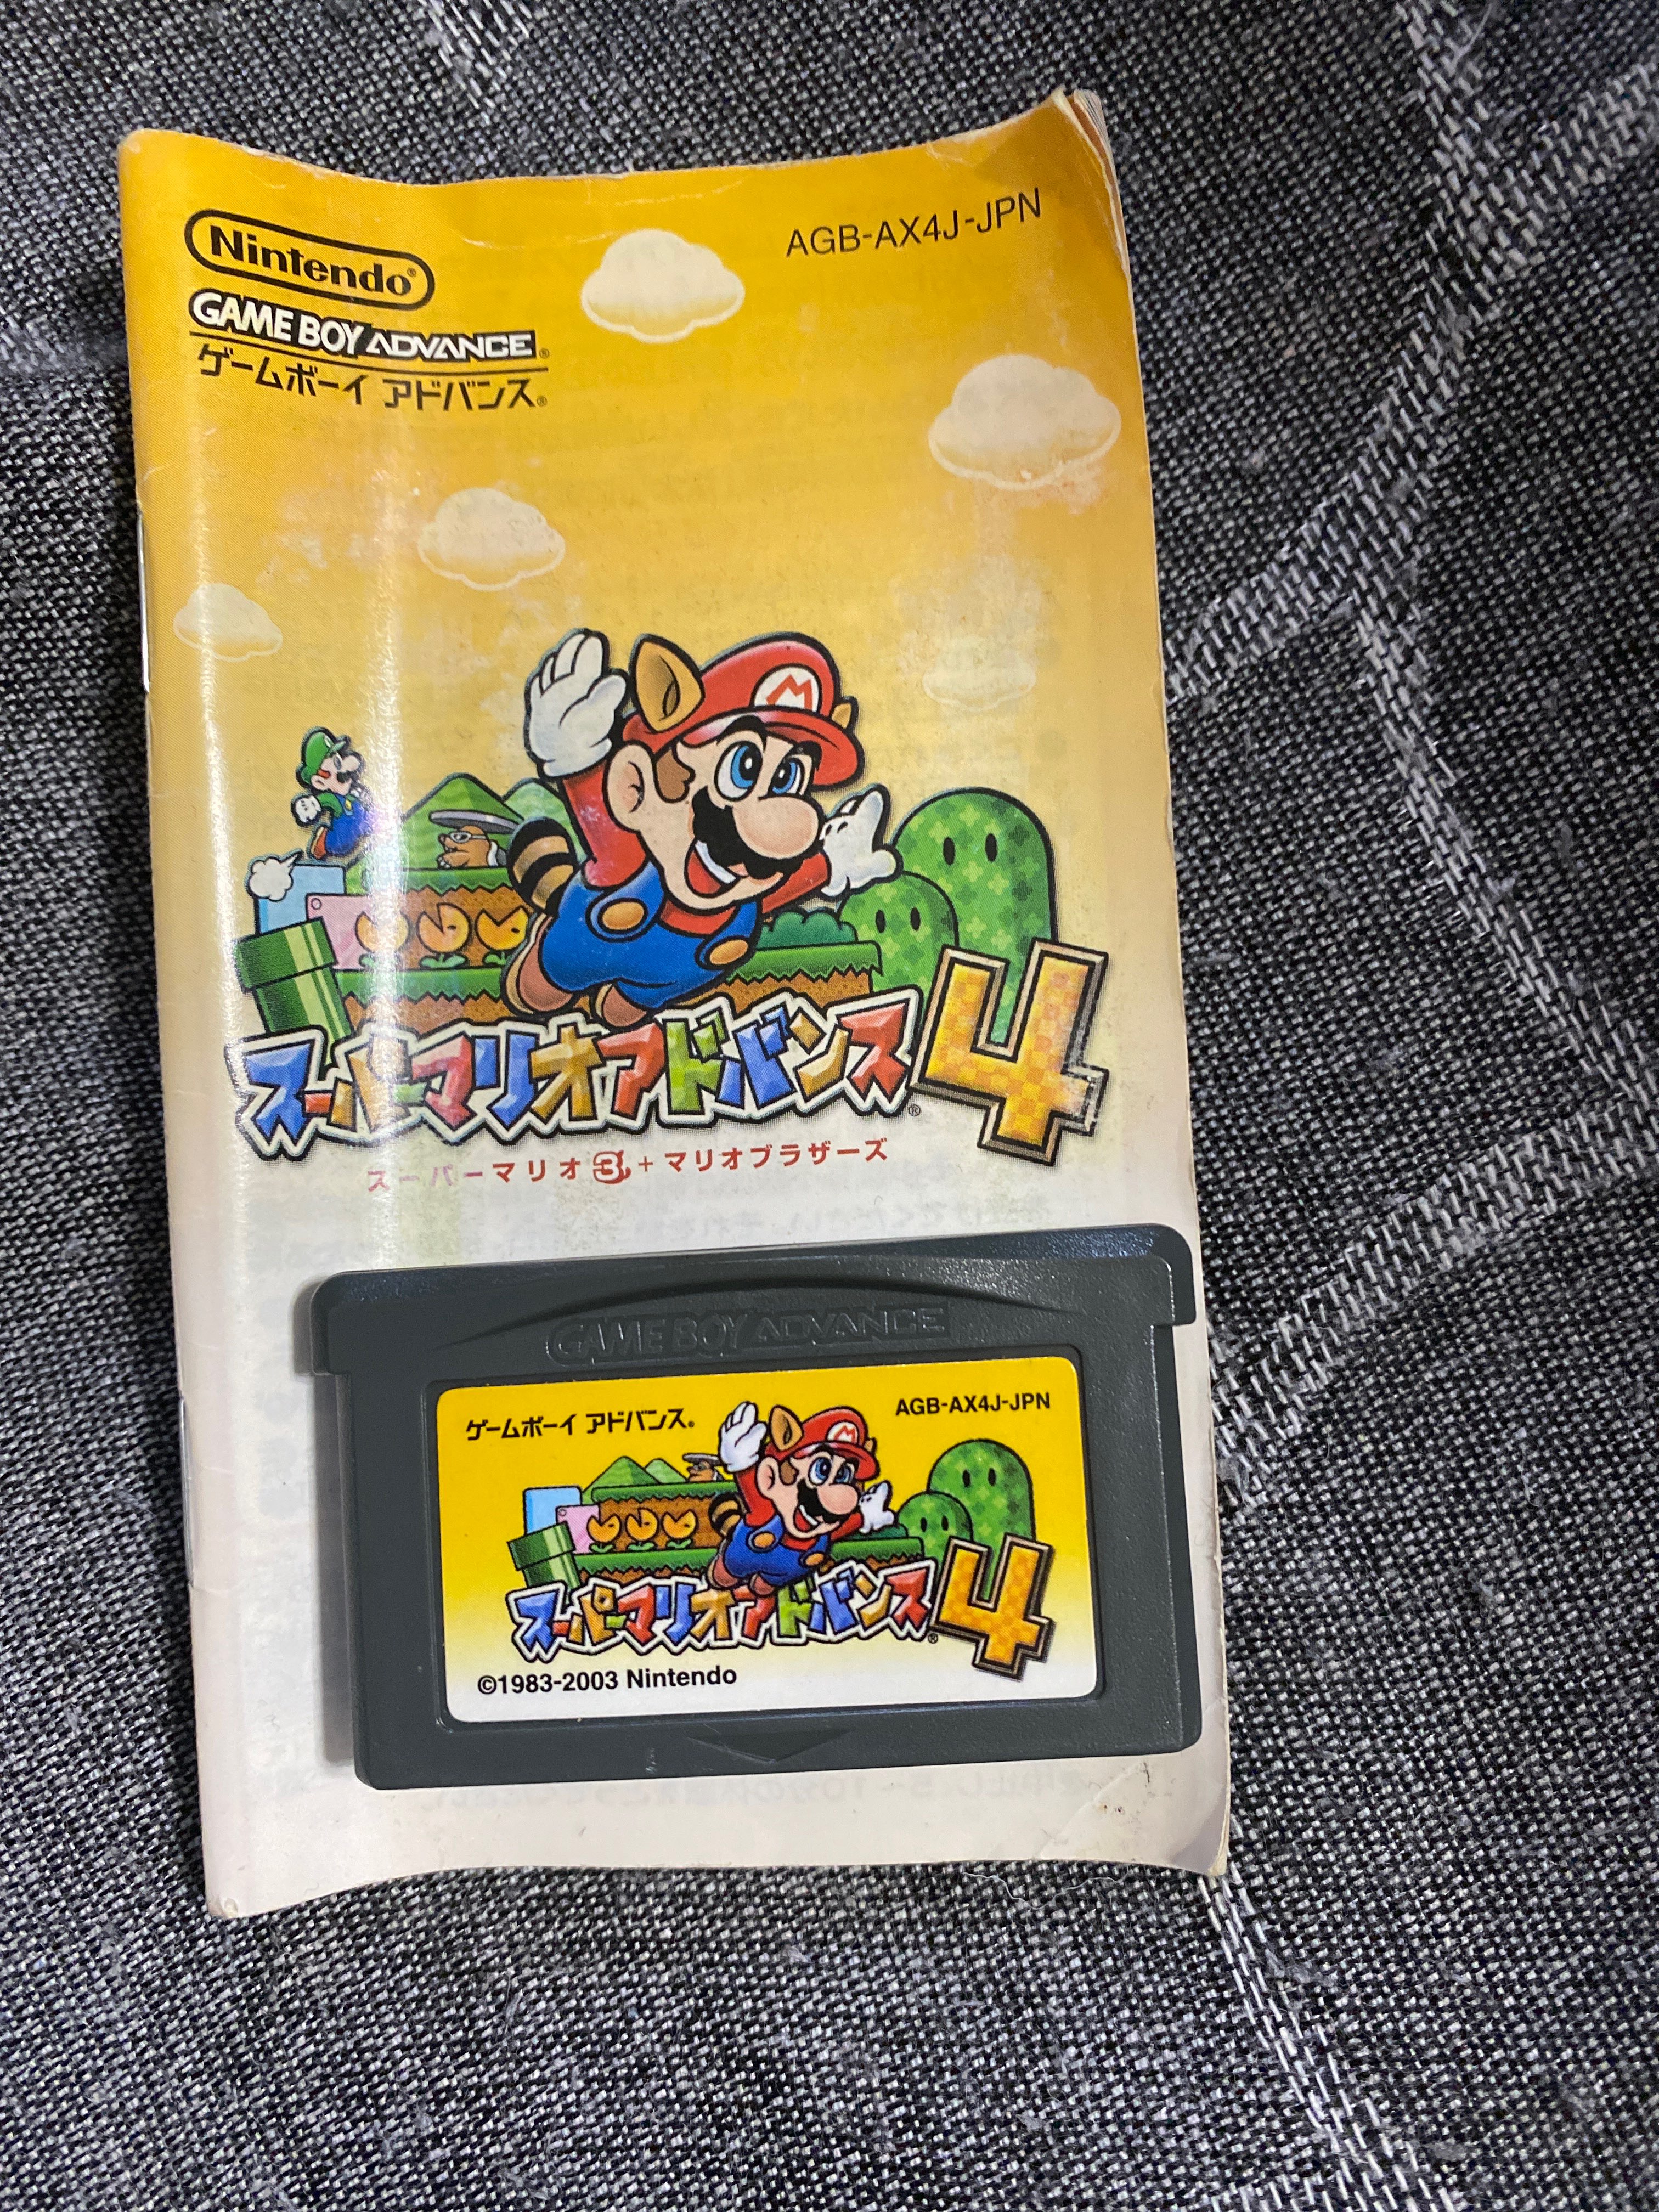 Nintendo®
AGB-AX4J-JPN
GAME BOY ADVANCE®
ゲームボーイ アドバンス®
スーパーマリオアドバンス®4
スーパーマリオ3+マリオブラザーズ
GAME BOY ADVANCE
ゲームボーイ アドバンス®
AGB-AX4J-JPN
スーパーマリオアドバンス®4
©1983-2003 Nintendo